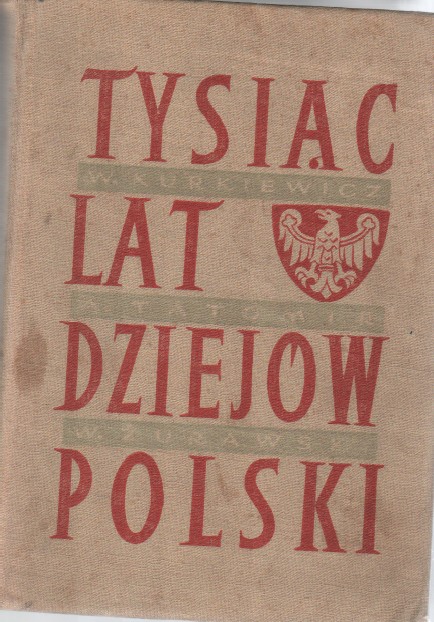 TYSIĄC
W. KURKIEWICZ
LAT
A. TATOMIR
DZIEJÓW
W. ŻURAWSKI
POLSKI